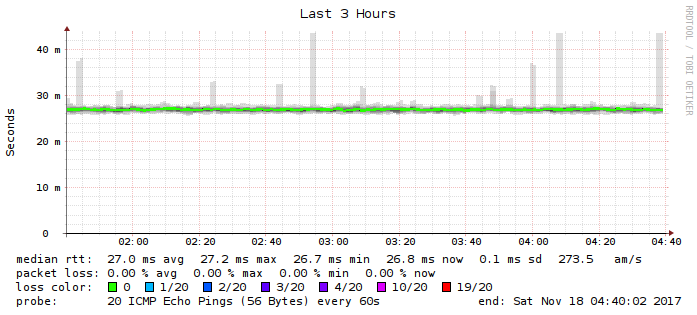 Last 3 Hours
RRDTOOL / TOBI OETIKER
Seconds
40 m
30 m
20 m
10 m
0
02:00 02:20 02:40 03:00 03:20 03:40 04:00 04:20 04:40
median rtt: 27.0 ms avg 27.2 ms max 26.7 ms min 26.8 ms now 0.1 ms sd 273.5 am/s
packet loss: 0.00 % avg 0.00 % max 0.00 % min 0.00 % now
loss color: 0 1/20 2/20 3/20 4/20 10/20 19/20
probe: 20 ICMP Echo Pings (56 Bytes) every 60s end: Sat Nov 18 04:40:02 2017